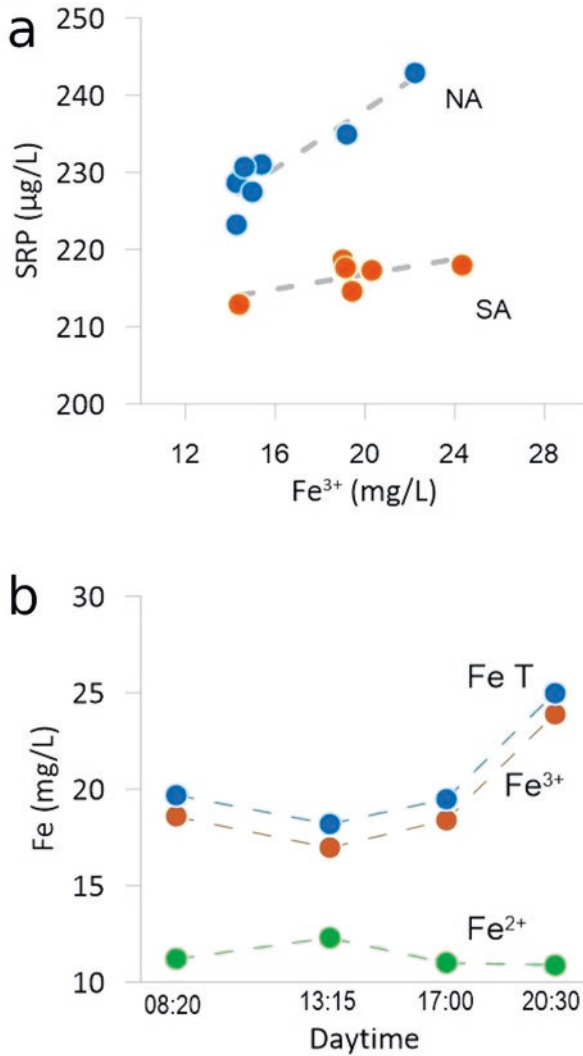 a
250
240
230
220
210
200
SRP (µg/L)
NA
SA
12 16 20 24 28
Fe³⁺ (mg/L)
b
30
25
20
15
10
Fe (mg/L)
Fe T
Fe³⁺
Fe²⁺
08:20 13:15 17:00 20:30
Daytime